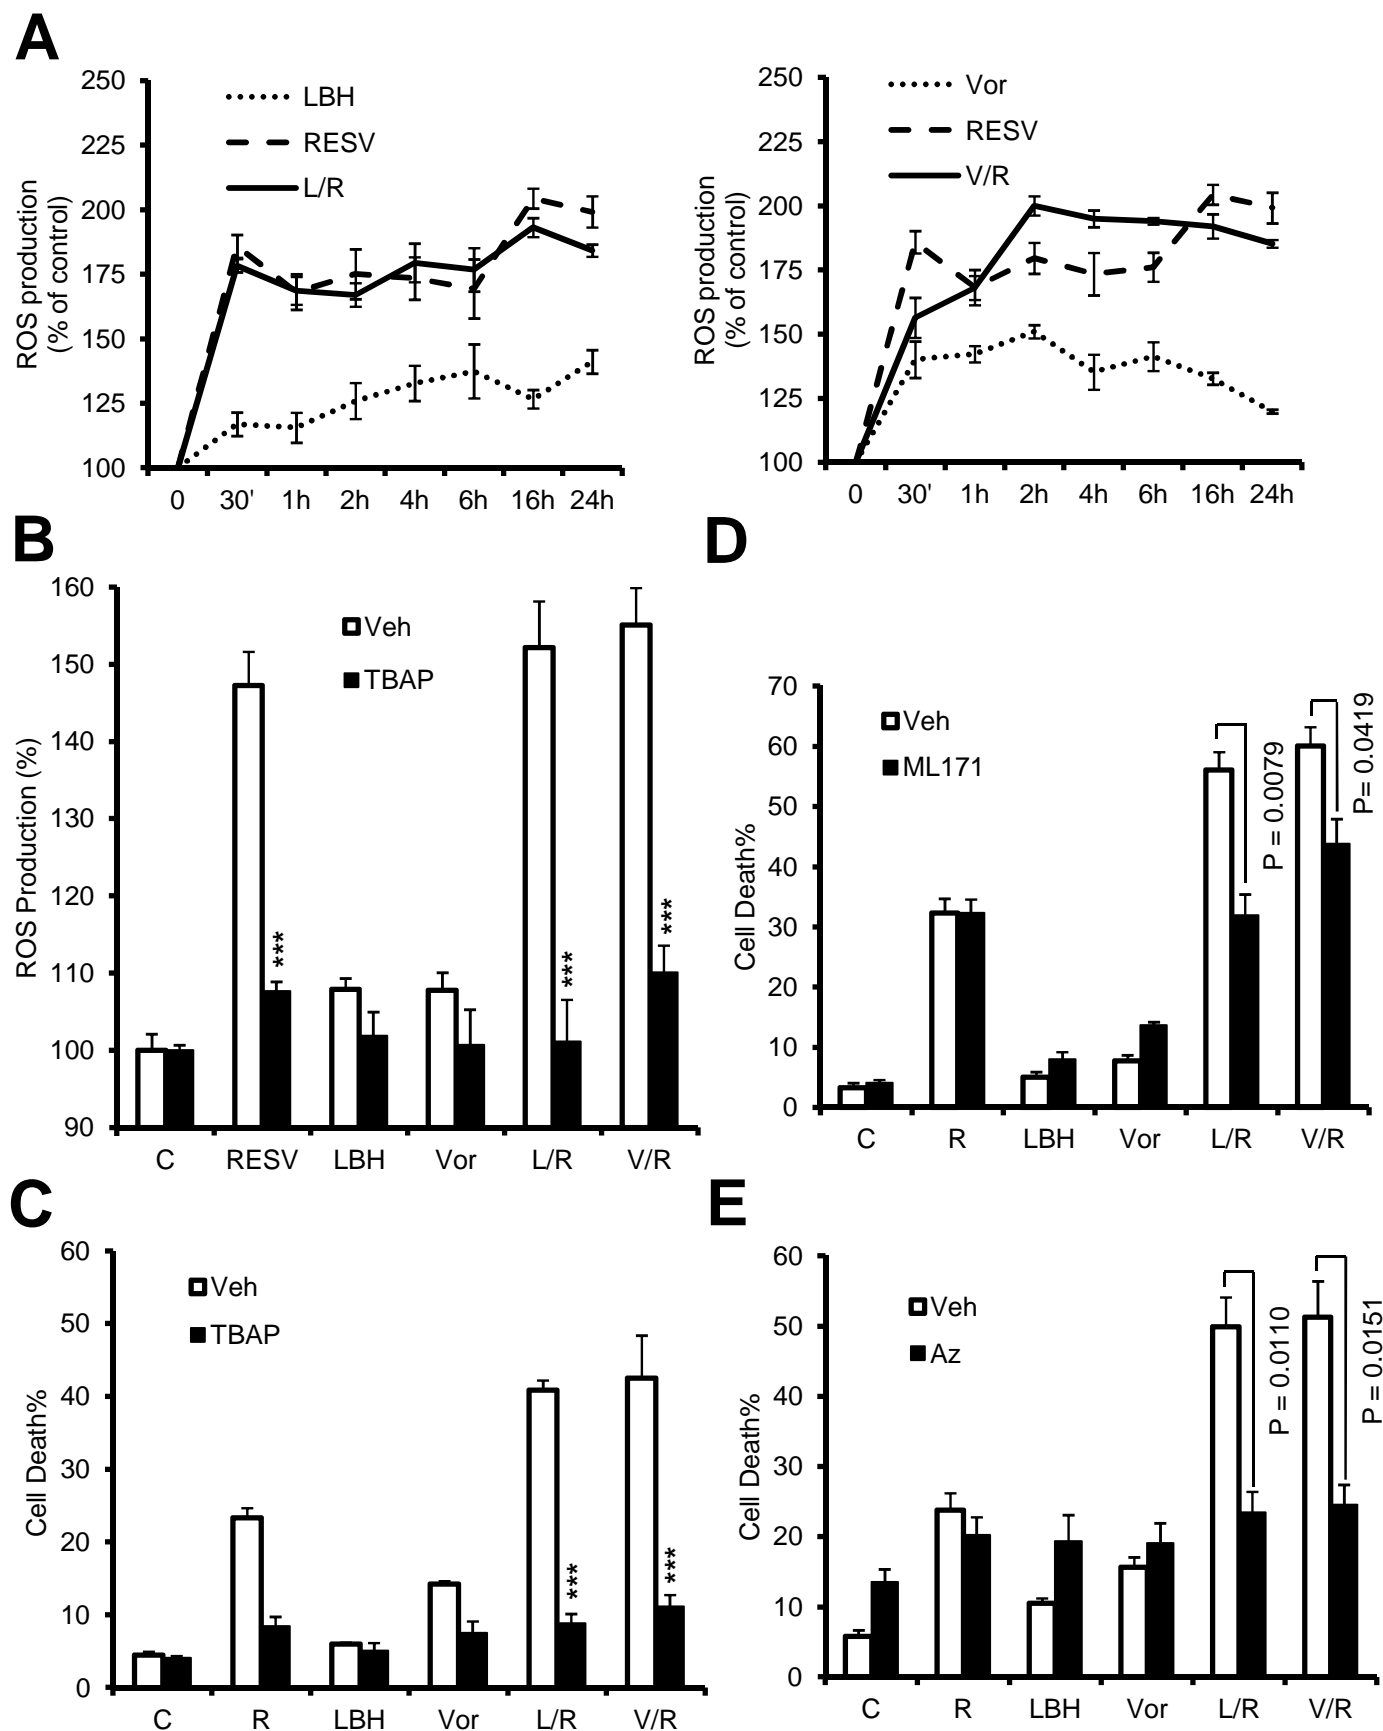 A
250
225
200
175
150
125
100
ROS production
(% of control)
LBH
RESV
L/R
0 30' 1h 2h 4h 6h 16h 24h
250
225
200
175
150
125
100
ROS production
(% of control)
Vor
RESV
V/R
0 30' 1h 2h 4h 6h 16h 24h
B
160
150
140
130
120
110
100
90
ROS Production (%)
Veh
TBAP
***
***
***
C RESV LBH Vor L/R V/R
D
70
60
50
40
30
20
10
0
Cell Death%
Veh
ML171
P = 0.0079
P= 0.0419
C R LBH Vor L/R V/R
C
60
50
40
30
20
10
0
Cell Death%
Veh
TBAP
***
***
C R LBH Vor L/R V/R
E
60
50
40
30
20
10
0
Cell Death%
Veh
Az
P = 0.0110
P = 0.0151
C R LBH Vor L/R V/R